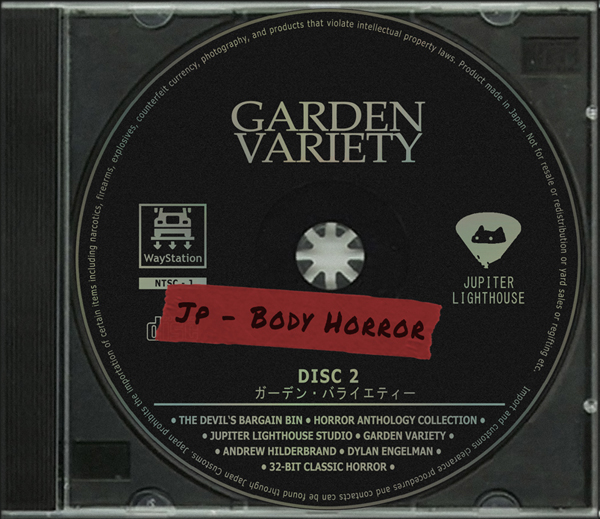 GARDEN
VARIETY
WayStation
NTSC - J
JUPITER
LIGHTHOUSE
Jp - Body Horror
DISC 2
ガーデン・バライエティー
• THE DEVIL'S BARGAIN BIN • HORROR ANTHOLOGY COLLECTION •
• JUPITER LIGHTHOUSE STUDIO • GARDEN VARIETY •
• ANDREW HILDERBRAND • DYLAN ENGELMAN •
• 32-BIT CLASSIC HORROR •
Import and customs clearance procedures and contacts can be found through Japan Customs. Japan prohibits the importation of certain items including narcotics, firearms, explosives, counterfeit currency, photography, and products that violate intellectual property laws. Product made in Japan. Not for resale or redistribution or yard sales or regifting etc..